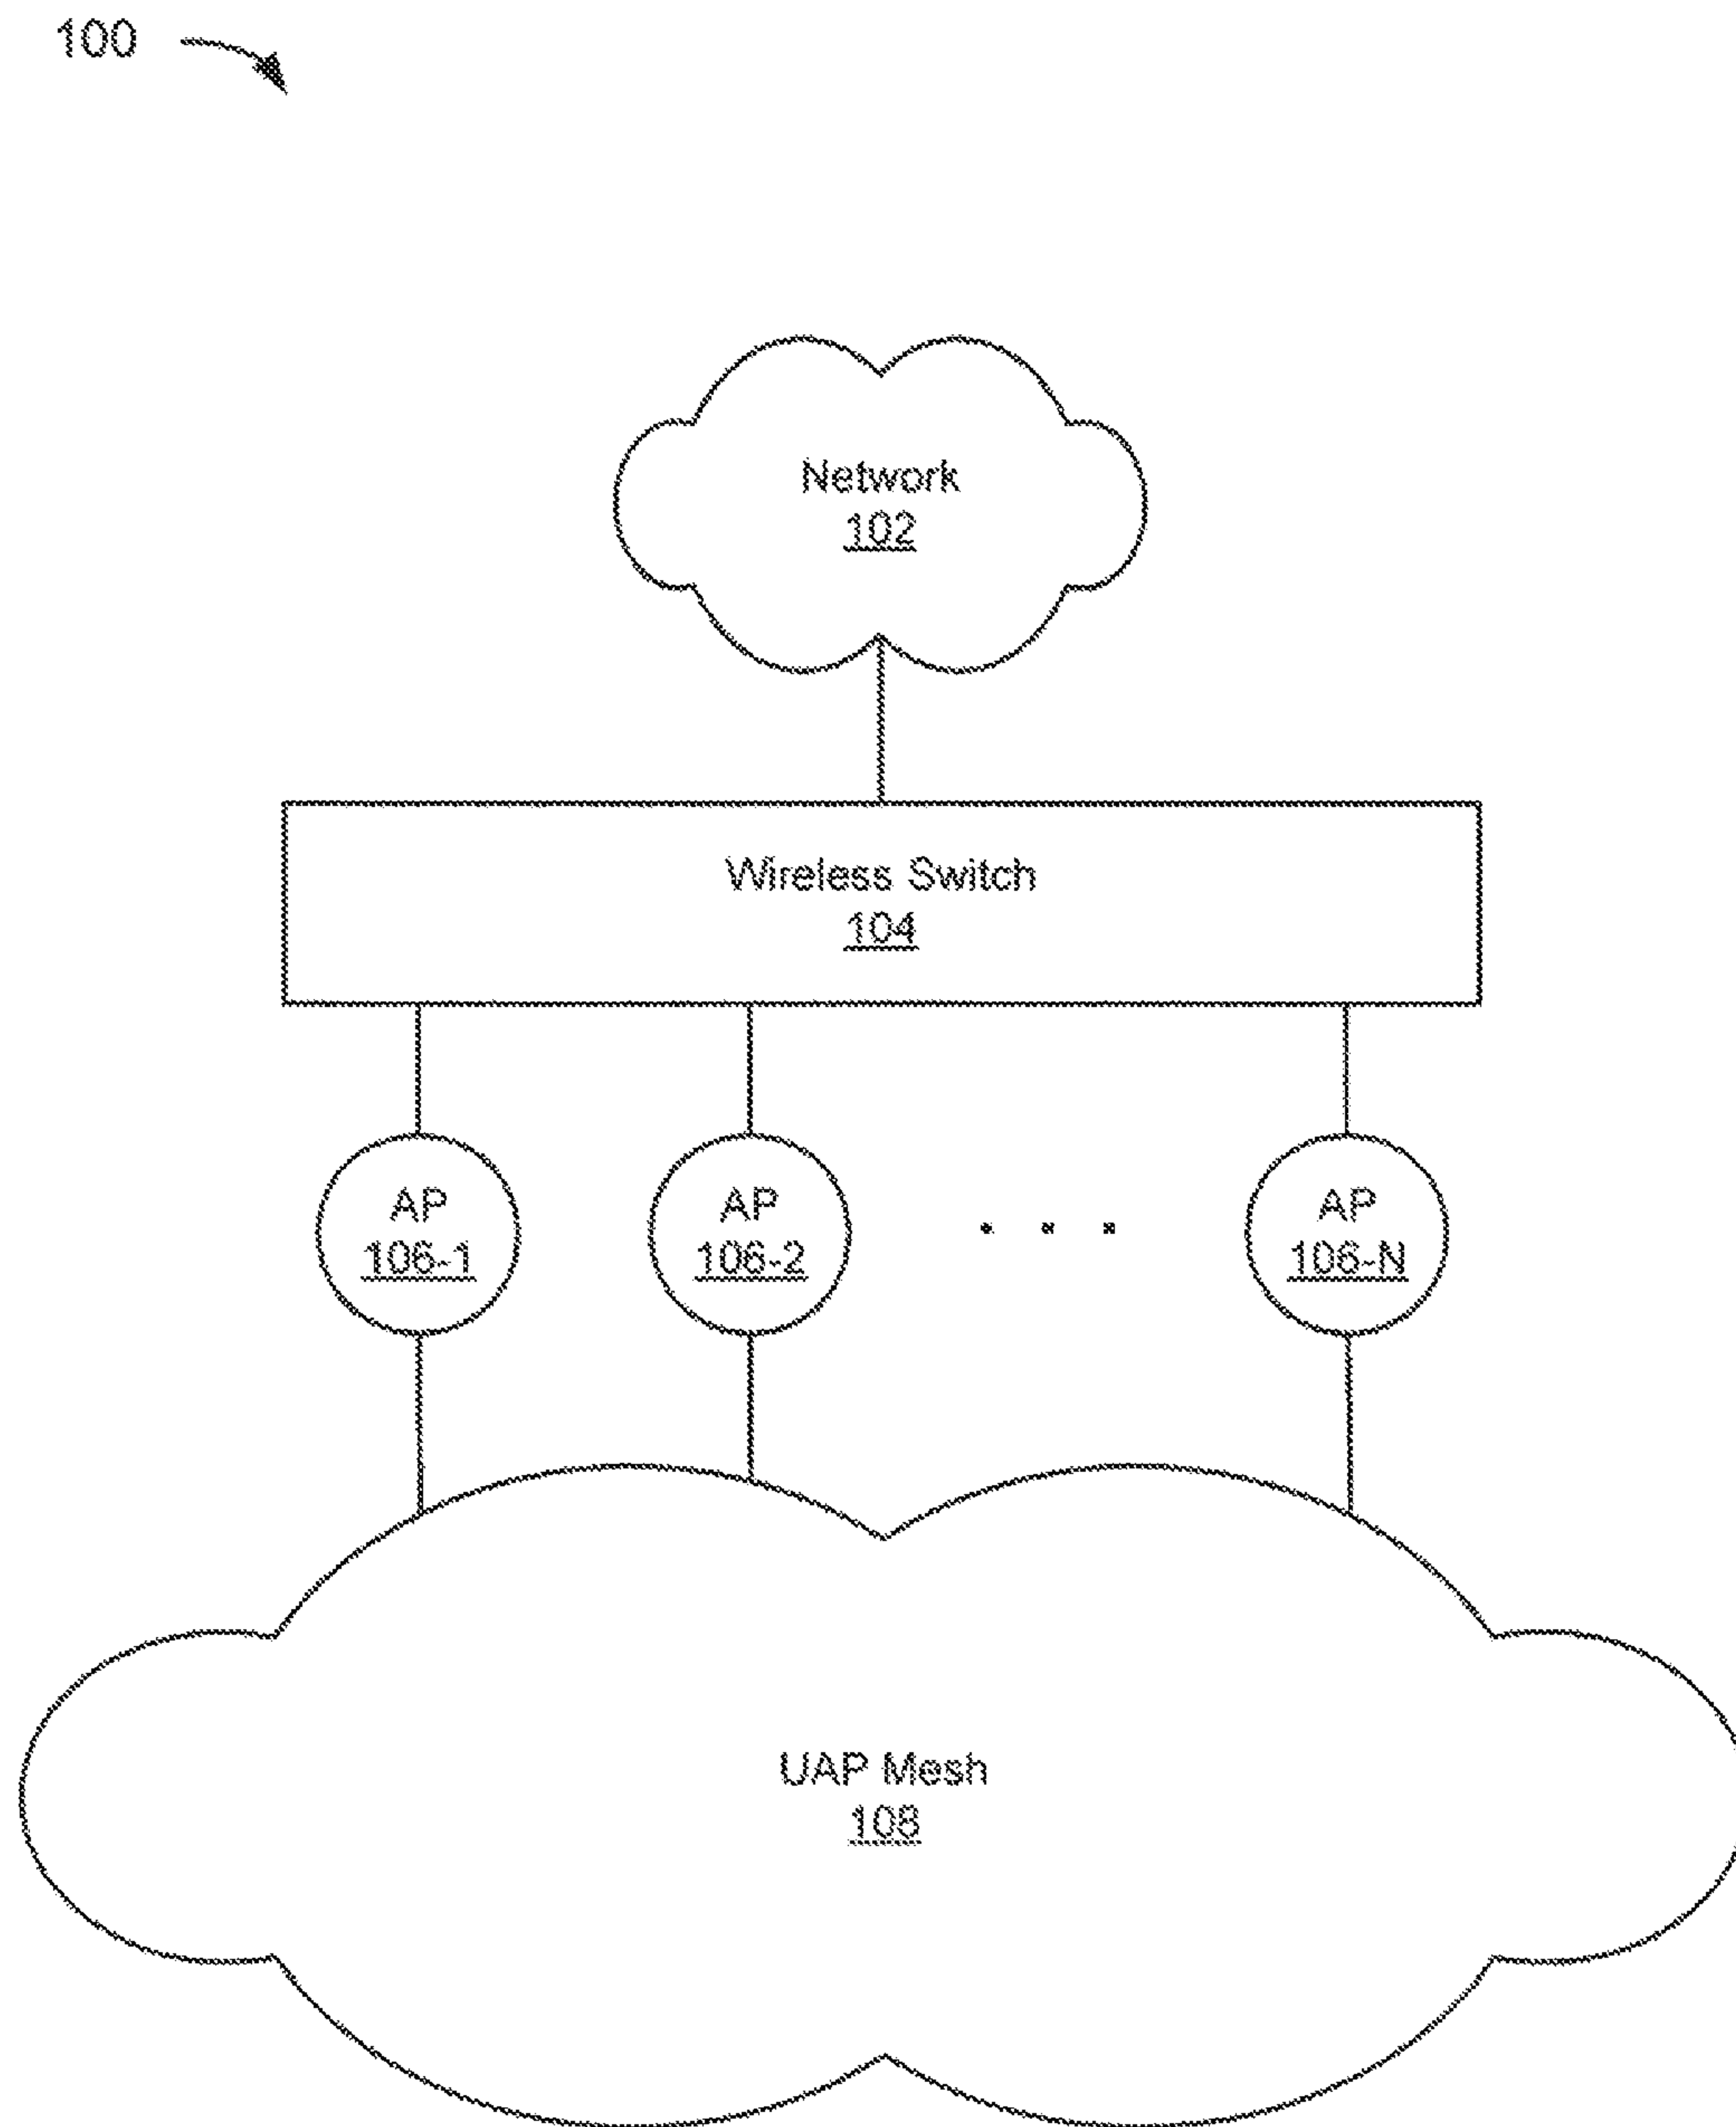 100
Network
102
Wireless Switch
104
AP
106-1
AP
106-2
. . .
AP
106-N
UAP Mesh
108